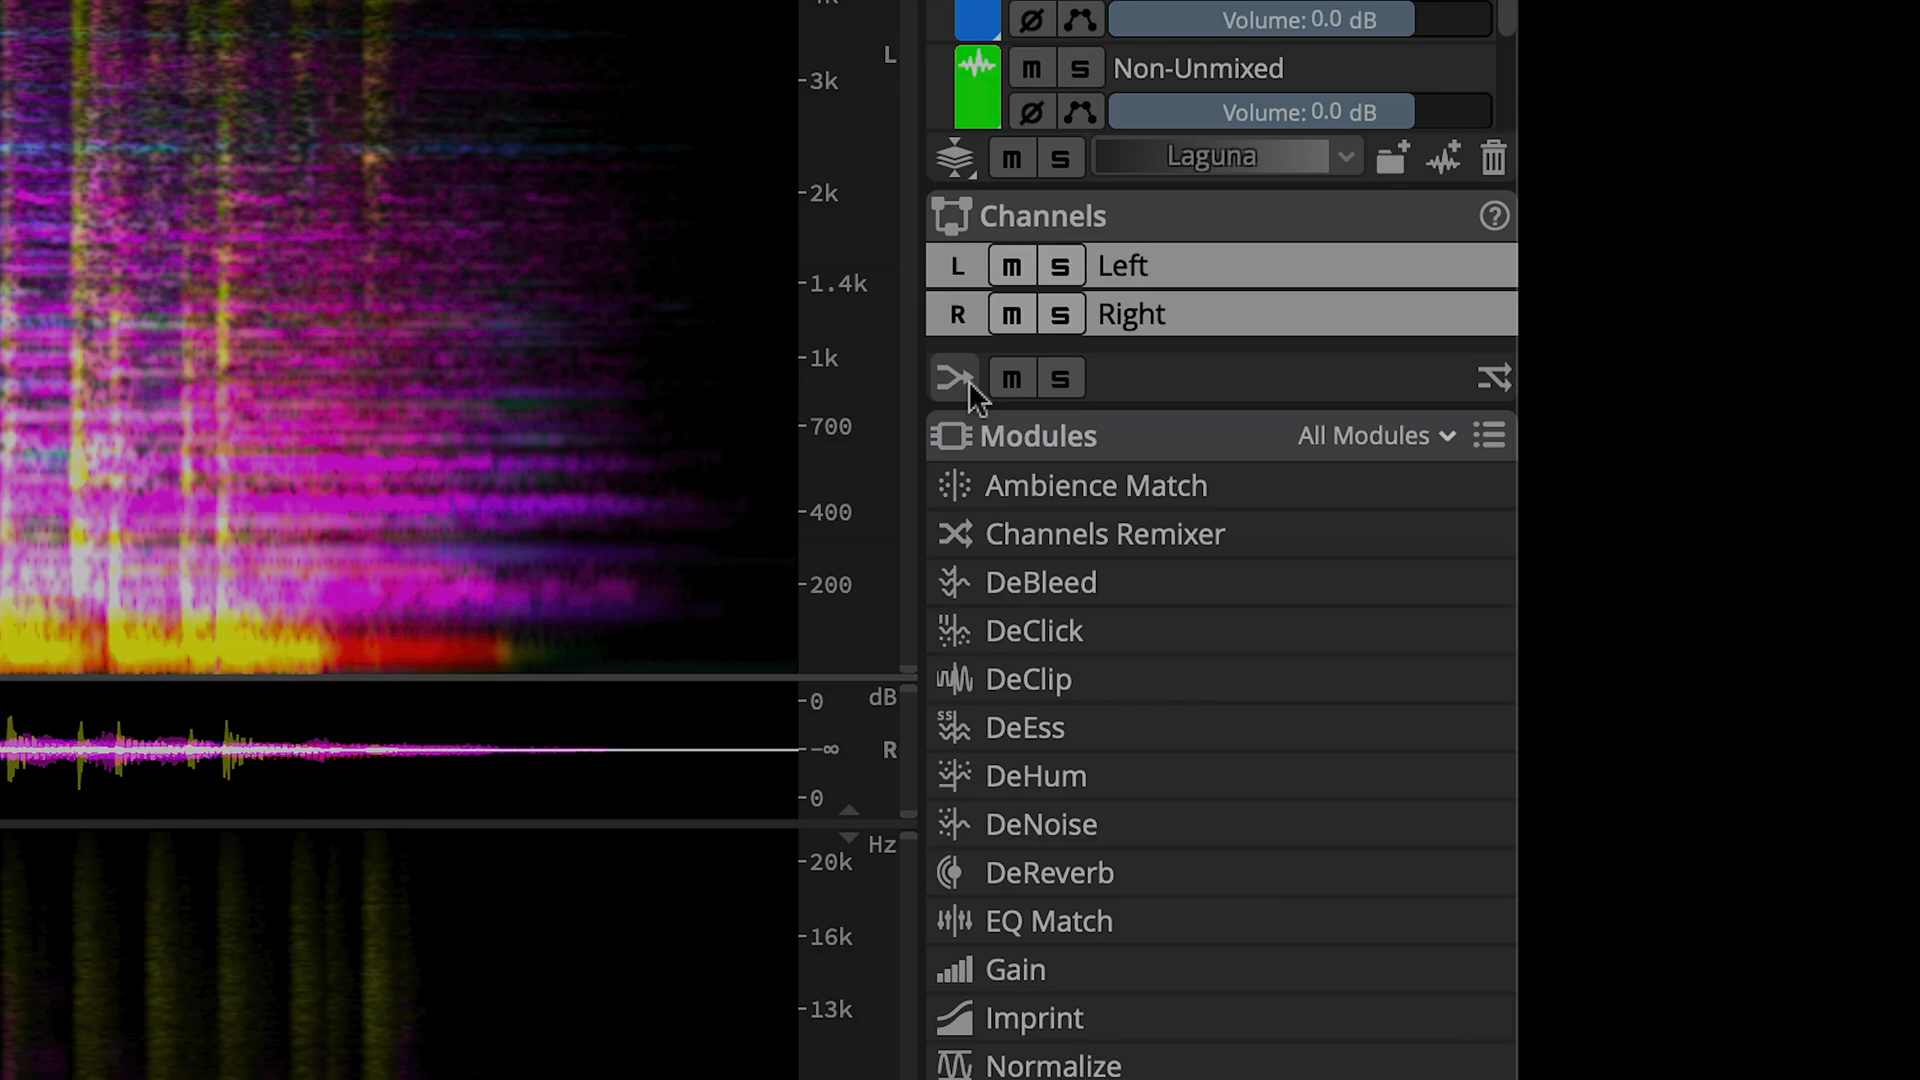 L
3k
2k
1.4k
1k
700
400
200
0
dB
-∞
R
0
Hz
20k
16k
13k
Volume: 0.0 dB
m s Non-Unmixed
Volume: 0.0 dB
m s Laguna
Channels ?
L m s Left
R m s Right
m s
Modules All Modules
Ambience Match
Channels Remixer
DeBleed
DeClick
DeClip
ss DeEss
DeHum
DeNoise
DeReverb
EQ Match
Gain
Imprint
Normalize